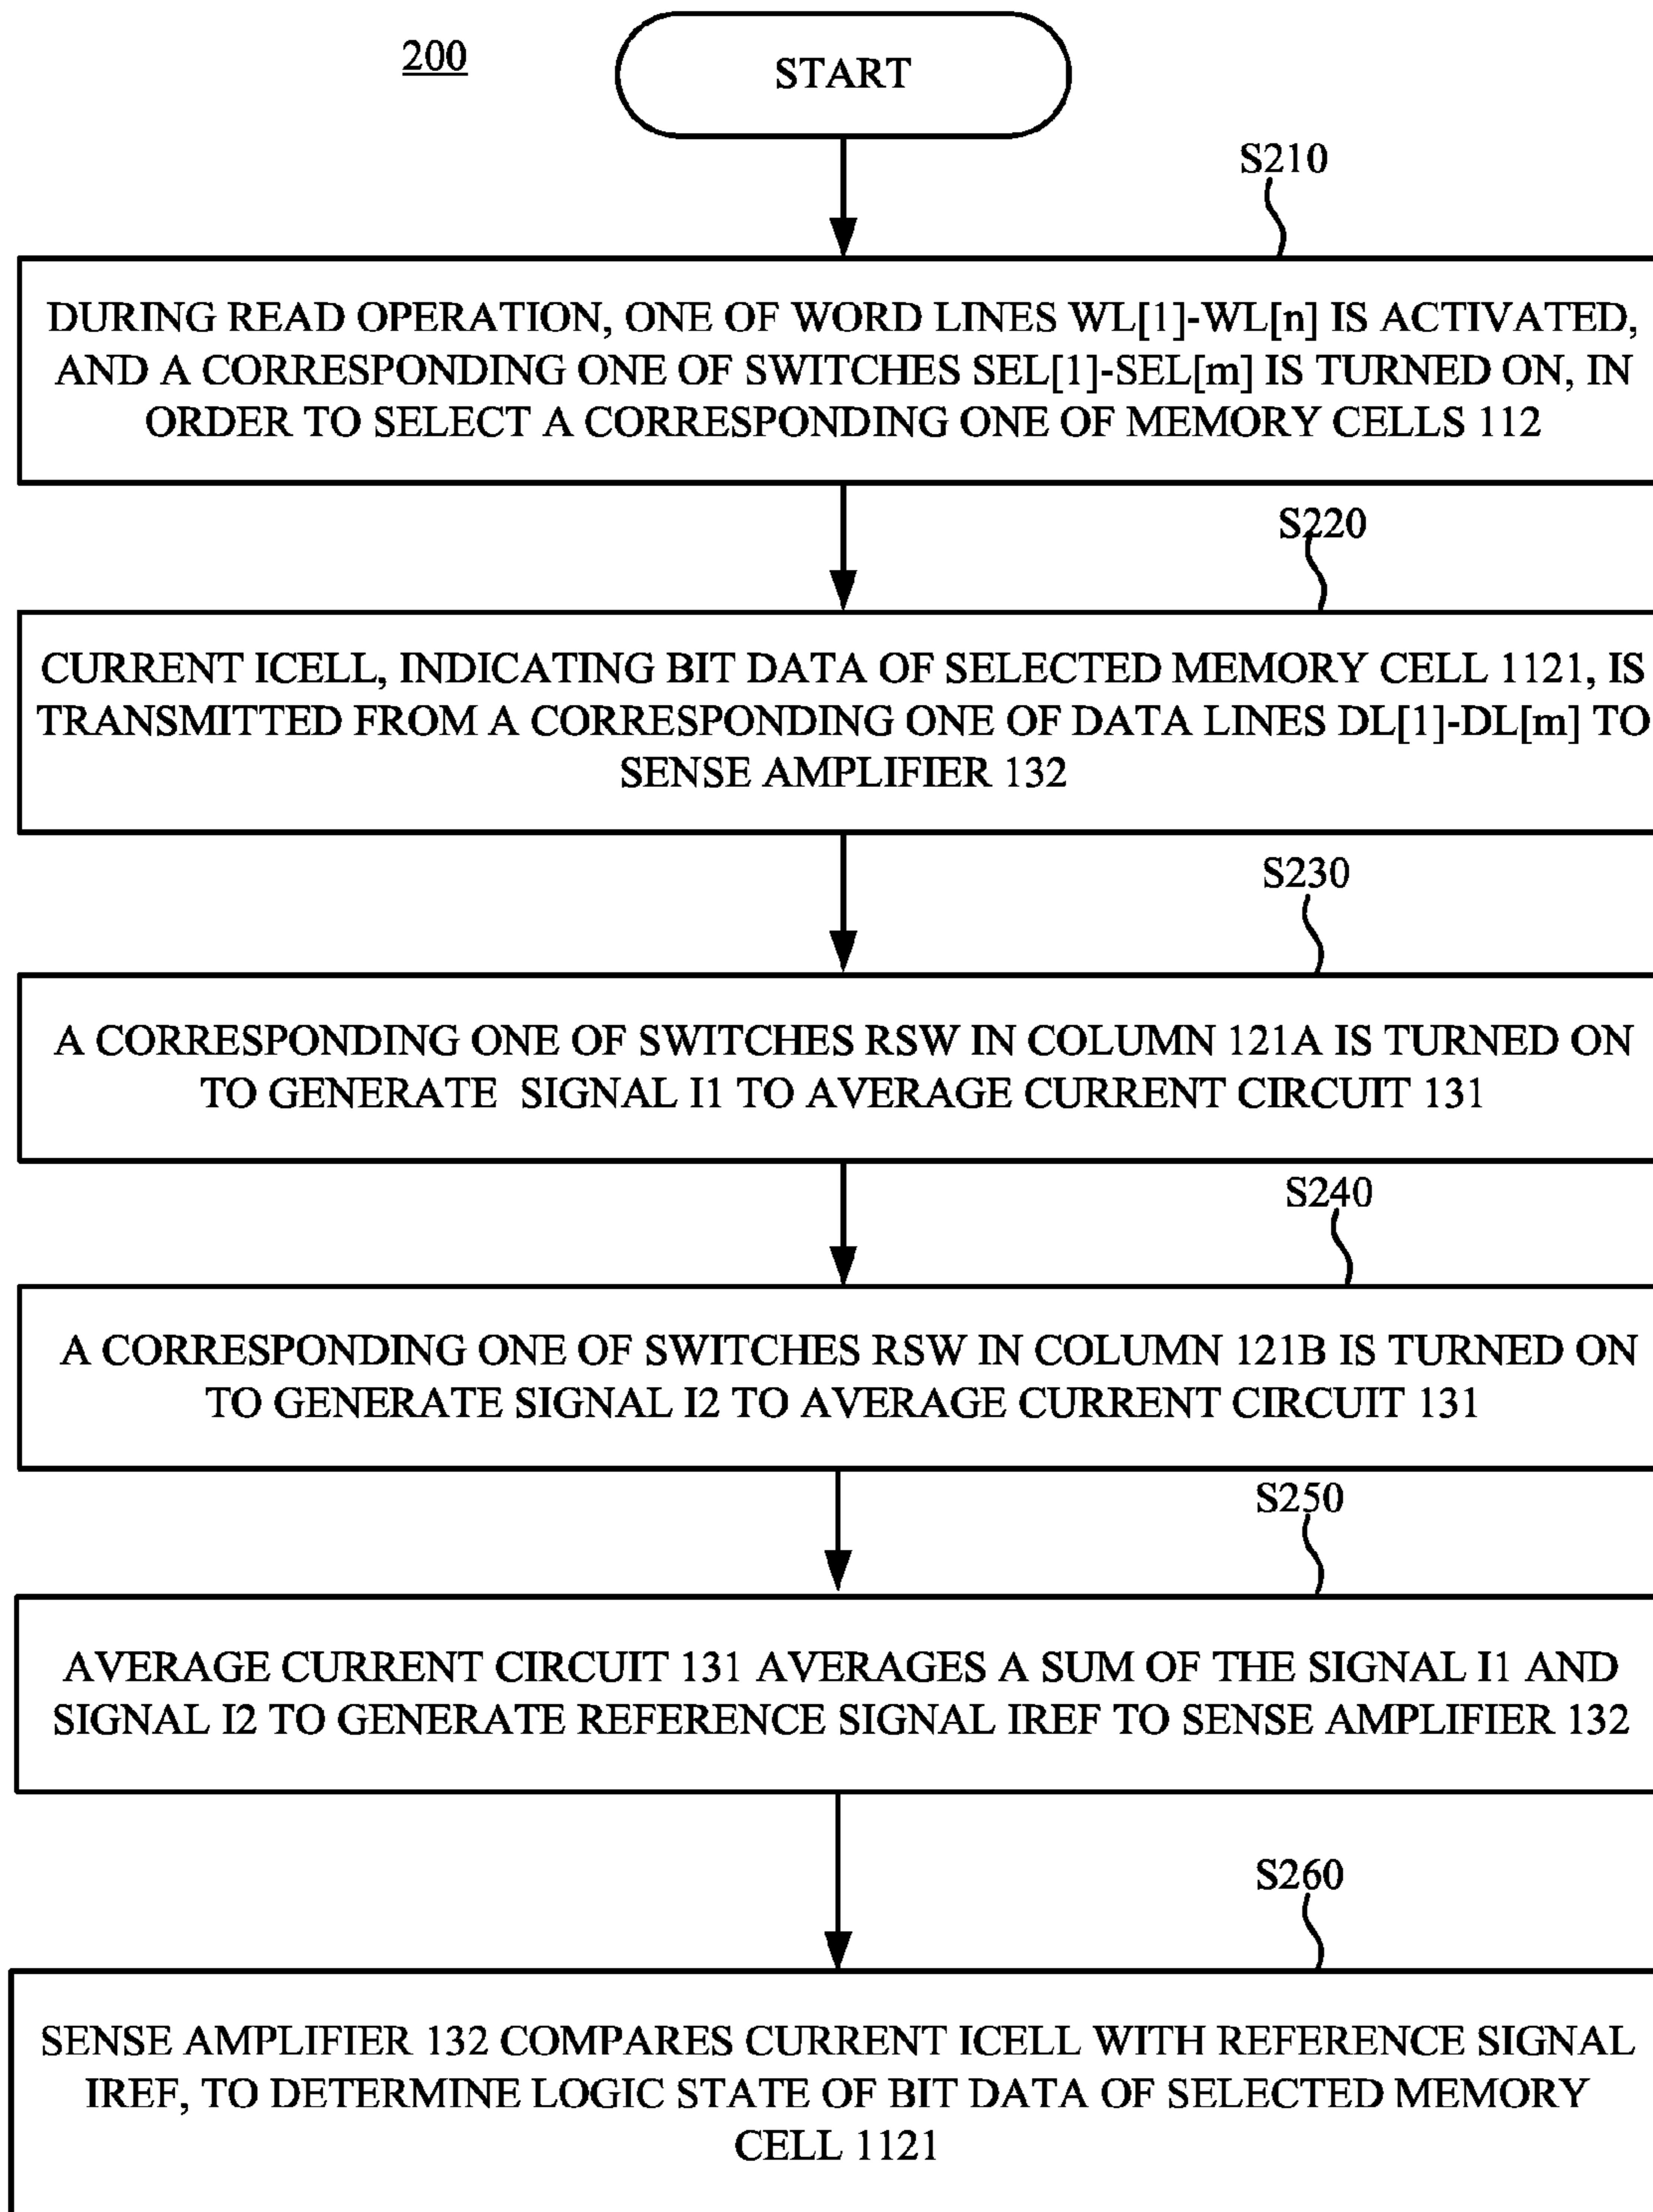 200
START
S210
DURING READ OPERATION, ONE OF WORD LINES WL[1]-WL[n] IS ACTIVATED,
AND A CORRESPONDING ONE OF SWITCHES SEL[1]-SEL[m] IS TURNED ON, IN
ORDER TO SELECT A CORRESPONDING ONE OF MEMORY CELLS 112
S220
CURRENT ICELL, INDICATING BIT DATA OF SELECTED MEMORY CELL 1121, IS
TRANSMITTED FROM A CORRESPONDING ONE OF DATA LINES DL[1]-DL[m] TO
SENSE AMPLIFIER 132
S230
A CORRESPONDING ONE OF SWITCHES RSW IN COLUMN 121A IS TURNED ON
TO GENERATE SIGNAL I1 TO AVERAGE CURRENT CIRCUIT 131
S240
A CORRESPONDING ONE OF SWITCHES RSW IN COLUMN 121B IS TURNED ON
TO GENERATE SIGNAL I2 TO AVERAGE CURRENT CIRCUIT 131
S250
AVERAGE CURRENT CIRCUIT 131 AVERAGES A SUM OF THE SIGNAL I1 AND
SIGNAL I2 TO GENERATE REFERENCE SIGNAL IREF TO SENSE AMPLIFIER 132
S260
SENSE AMPLIFIER 132 COMPARES CURRENT ICELL WITH REFERENCE SIGNAL
IREF, TO DETERMINE LOGIC STATE OF BIT DATA OF SELECTED MEMORY
CELL 1121